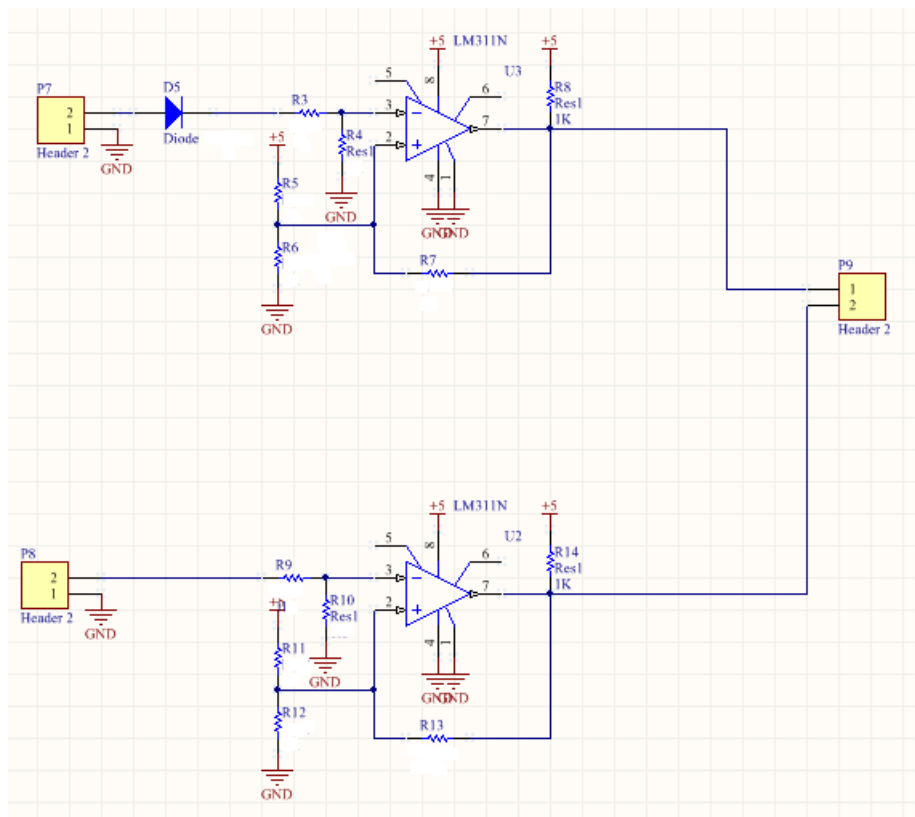 +5 LM311N +5
P7 D5 5 8 6 U3 R8
R3 Res1
2 3 − 7 1K
1 R4
Header 2 Diode +5 2 + Res1
GND 4 1
R5 GND
GND GND
R6 R7
P9
GND 1
2
Header 2
+5 LM311N +5
P8 5 8 6 U2 R14
R9 Res1
2 3 − 7 1K
1 R10
Header 2 2 + Res1
GND 4 1
R11 GND
GND GND
R12 R13
GND